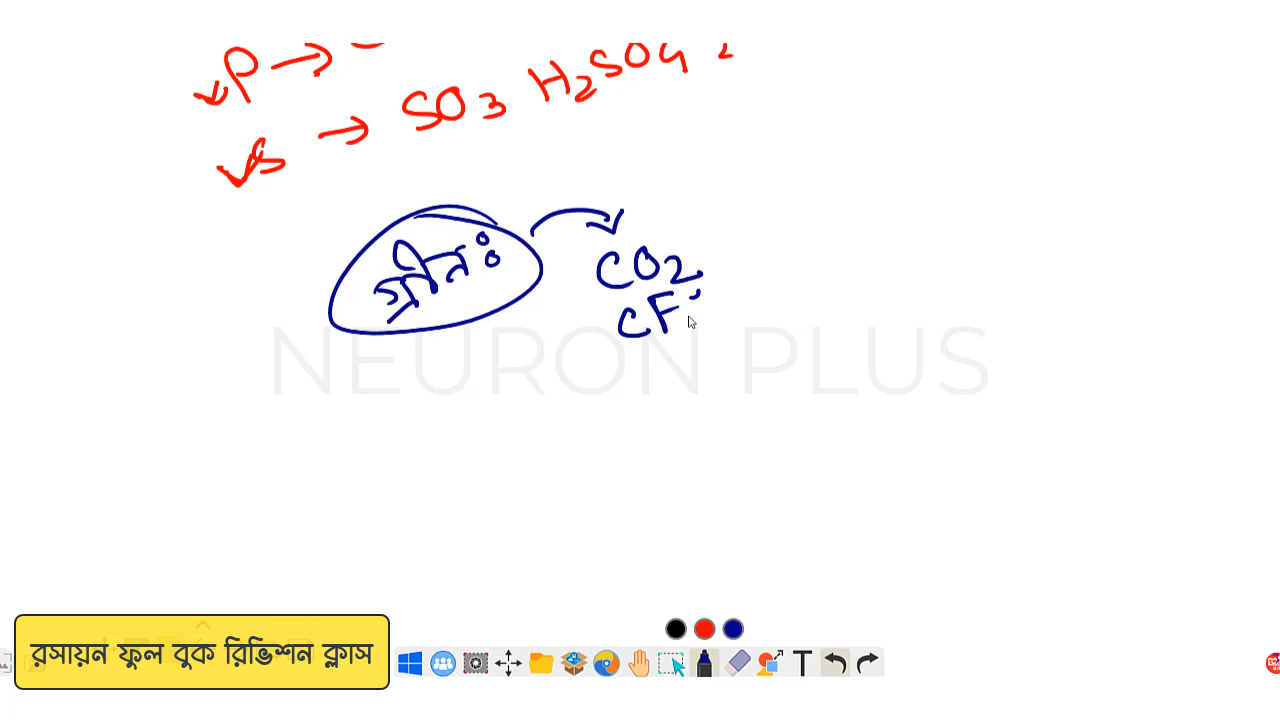 ↓P →
↓S → SO3 H2SO4
গ্রীনঃ → CO2
CF
NEURON PLUS
রসায়ন ফুল বুক রিভিশন ক্লাস
T